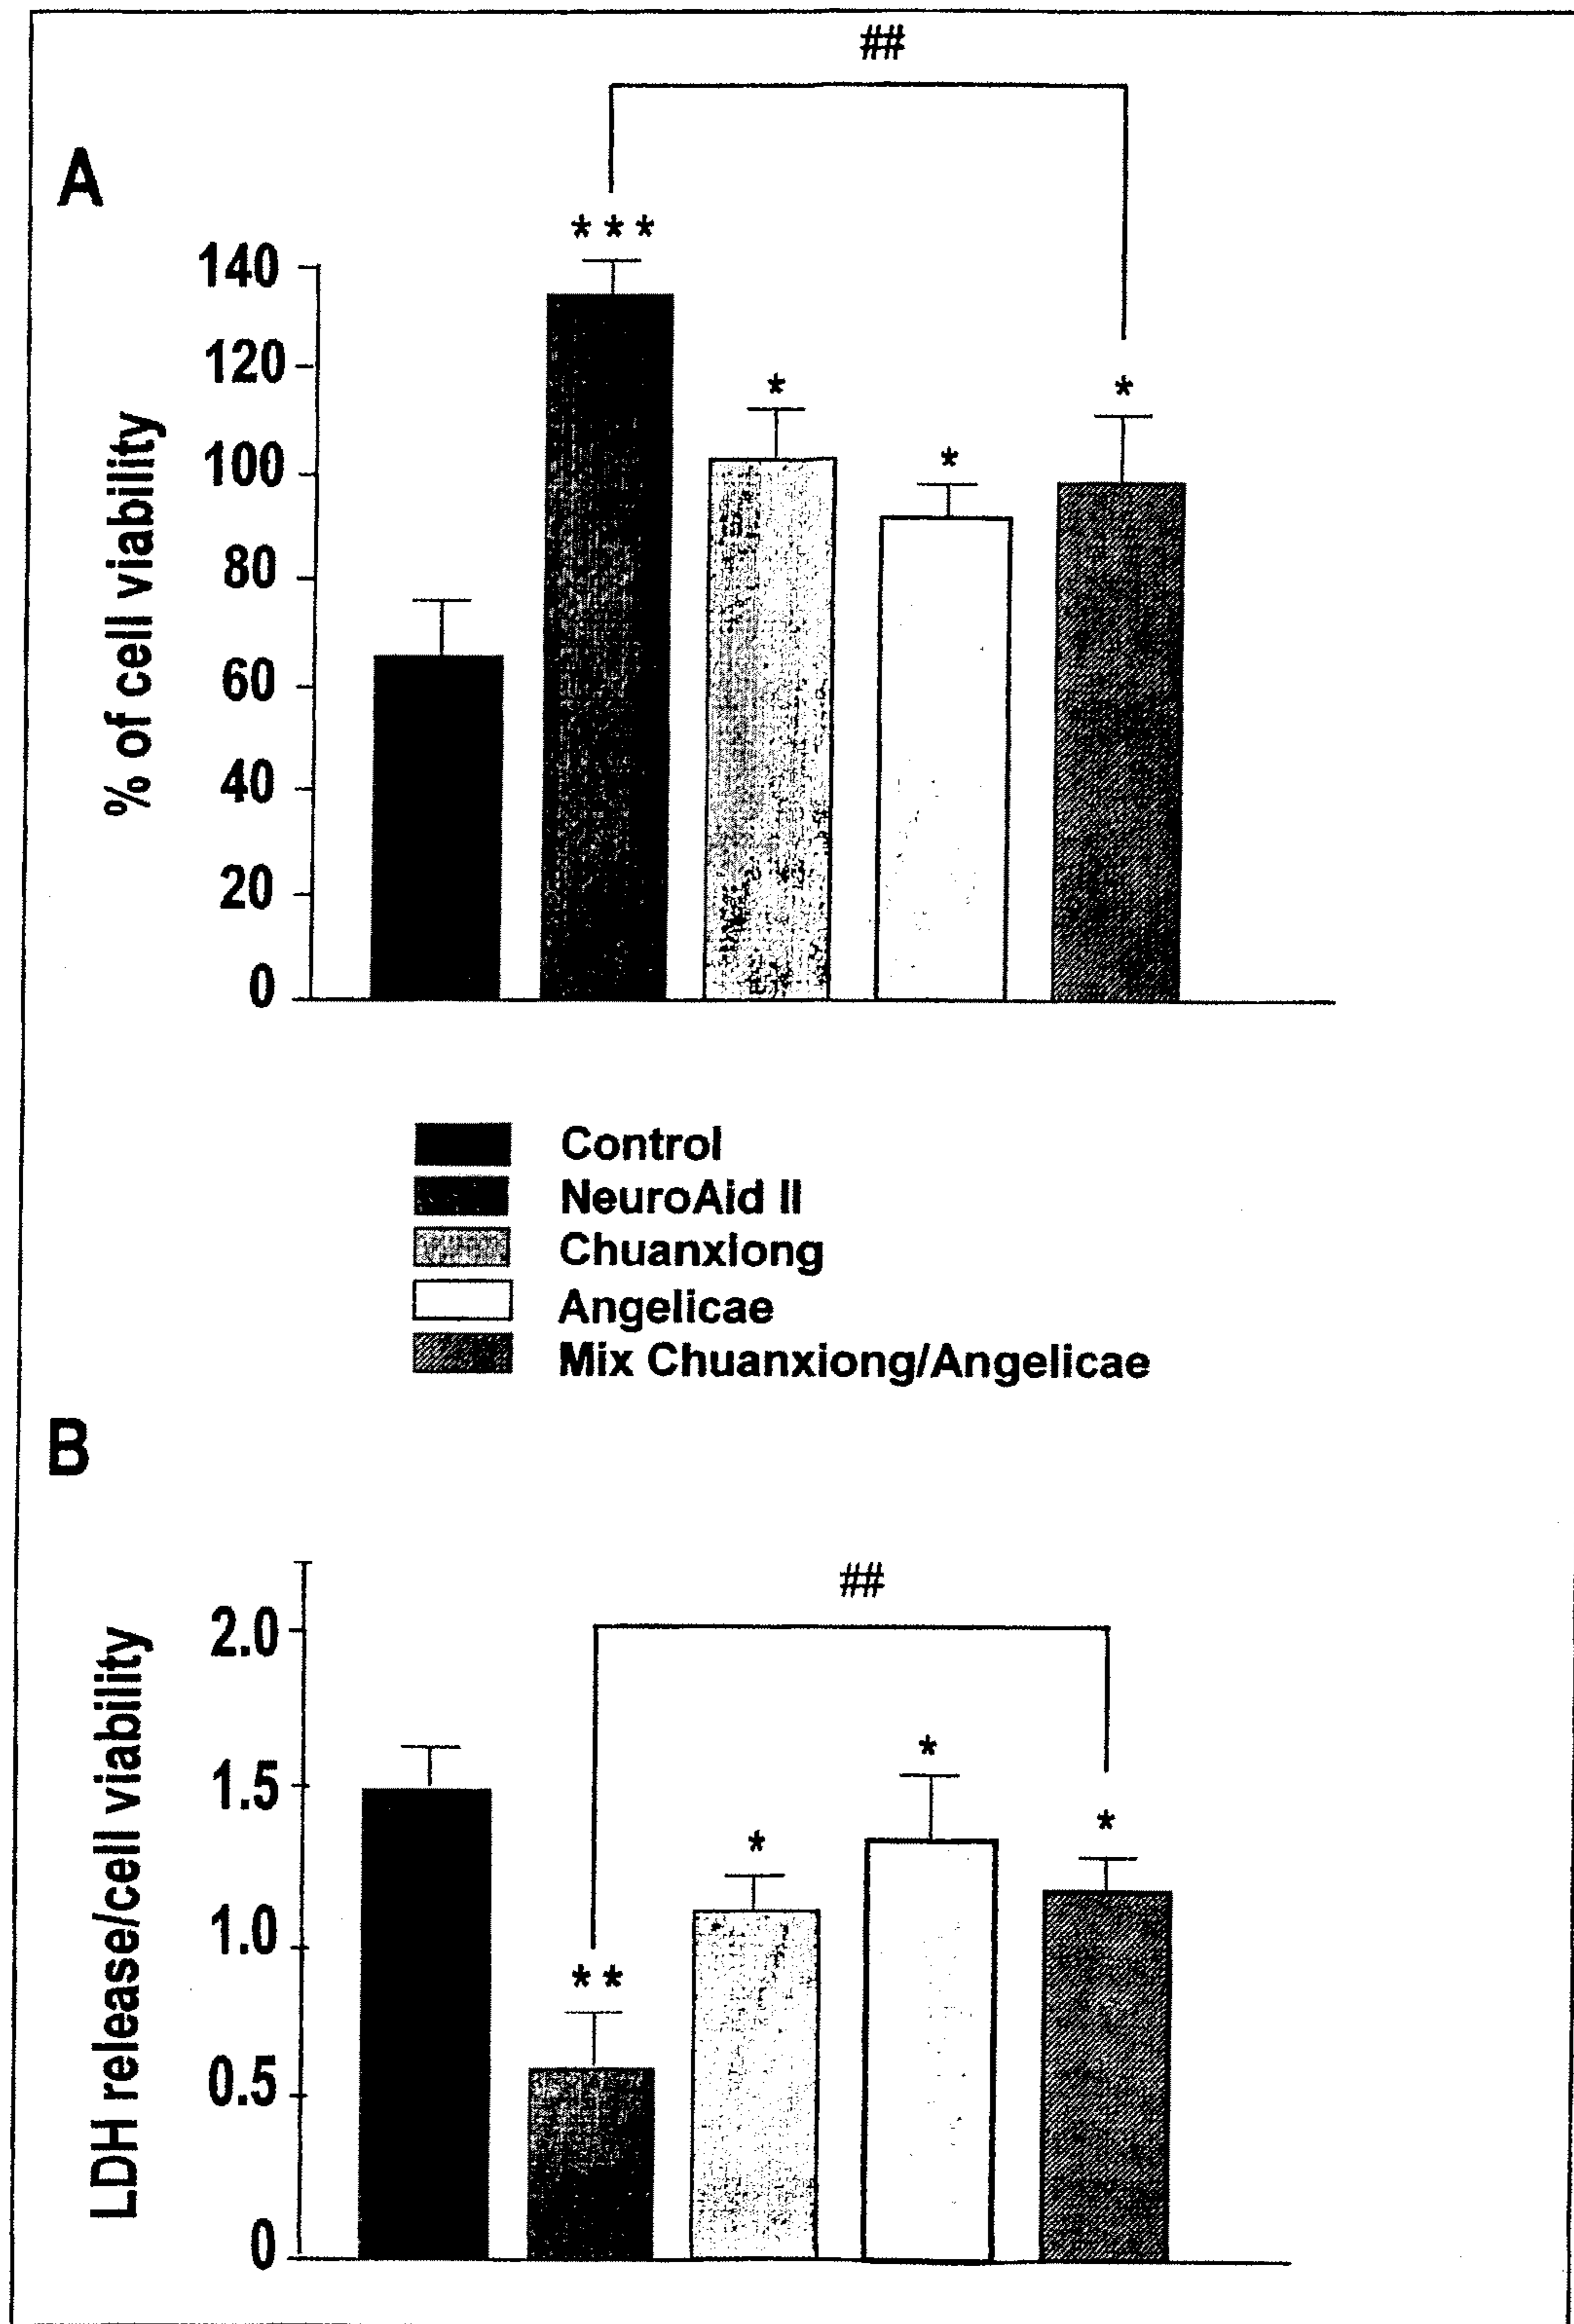 ##
A
***
140
120
*
*
100
*
80
60
40
20
0
% of cell viability
Control
NeuroAid II
Chuanxiong
Angelicae
Mix Chuanxiong/Angelicae
B
##
2.0
*
1.5
*
*
1.0
**
0.5
0
LDH release/cell viability